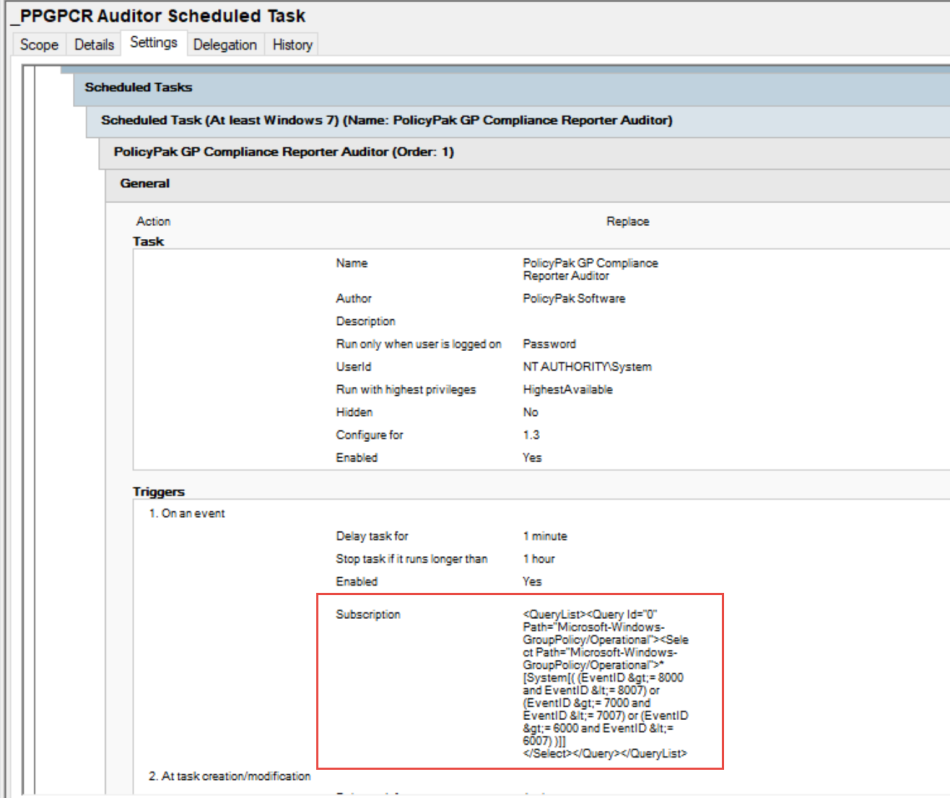 _PPGPCR Auditor Scheduled Task
Scope Details Settings Delegation History
Scheduled Tasks
Scheduled Task (At least Windows 7) (Name: PolicyPak GP Compliance Reporter Auditor)
PolicyPak GP Compliance Reporter Auditor (Order: 1)
General
Action Replace
Task
Name PolicyPak GP Compliance
Reporter Auditor
Author PolicyPak Software
Description
Run only when user is logged on Password
UserId NT AUTHORITY\System
Run with highest privileges HighestAvailable
Hidden No
Configure for 1.3
Enabled Yes
Triggers
1. On an event
Delay task for 1 minute
Stop task if it runs longer than 1 hour
Enabled Yes
Subscription <QueryList><Query Id="0"
Path="Microsoft-Windows-
GroupPolicy/Operational"><Sele
ct Path="Microsoft-Windows-
GroupPolicy/Operational">*
[System[( (EventID &gt;= 8000
and EventID &lt;= 8007) or
(EventID &gt;= 7000 and
EventID &lt;= 7007) or (EventID
&gt;= 6000 and EventID &lt;=
6007) )]]
</Select></Query></QueryList>
2. At task creation/modification